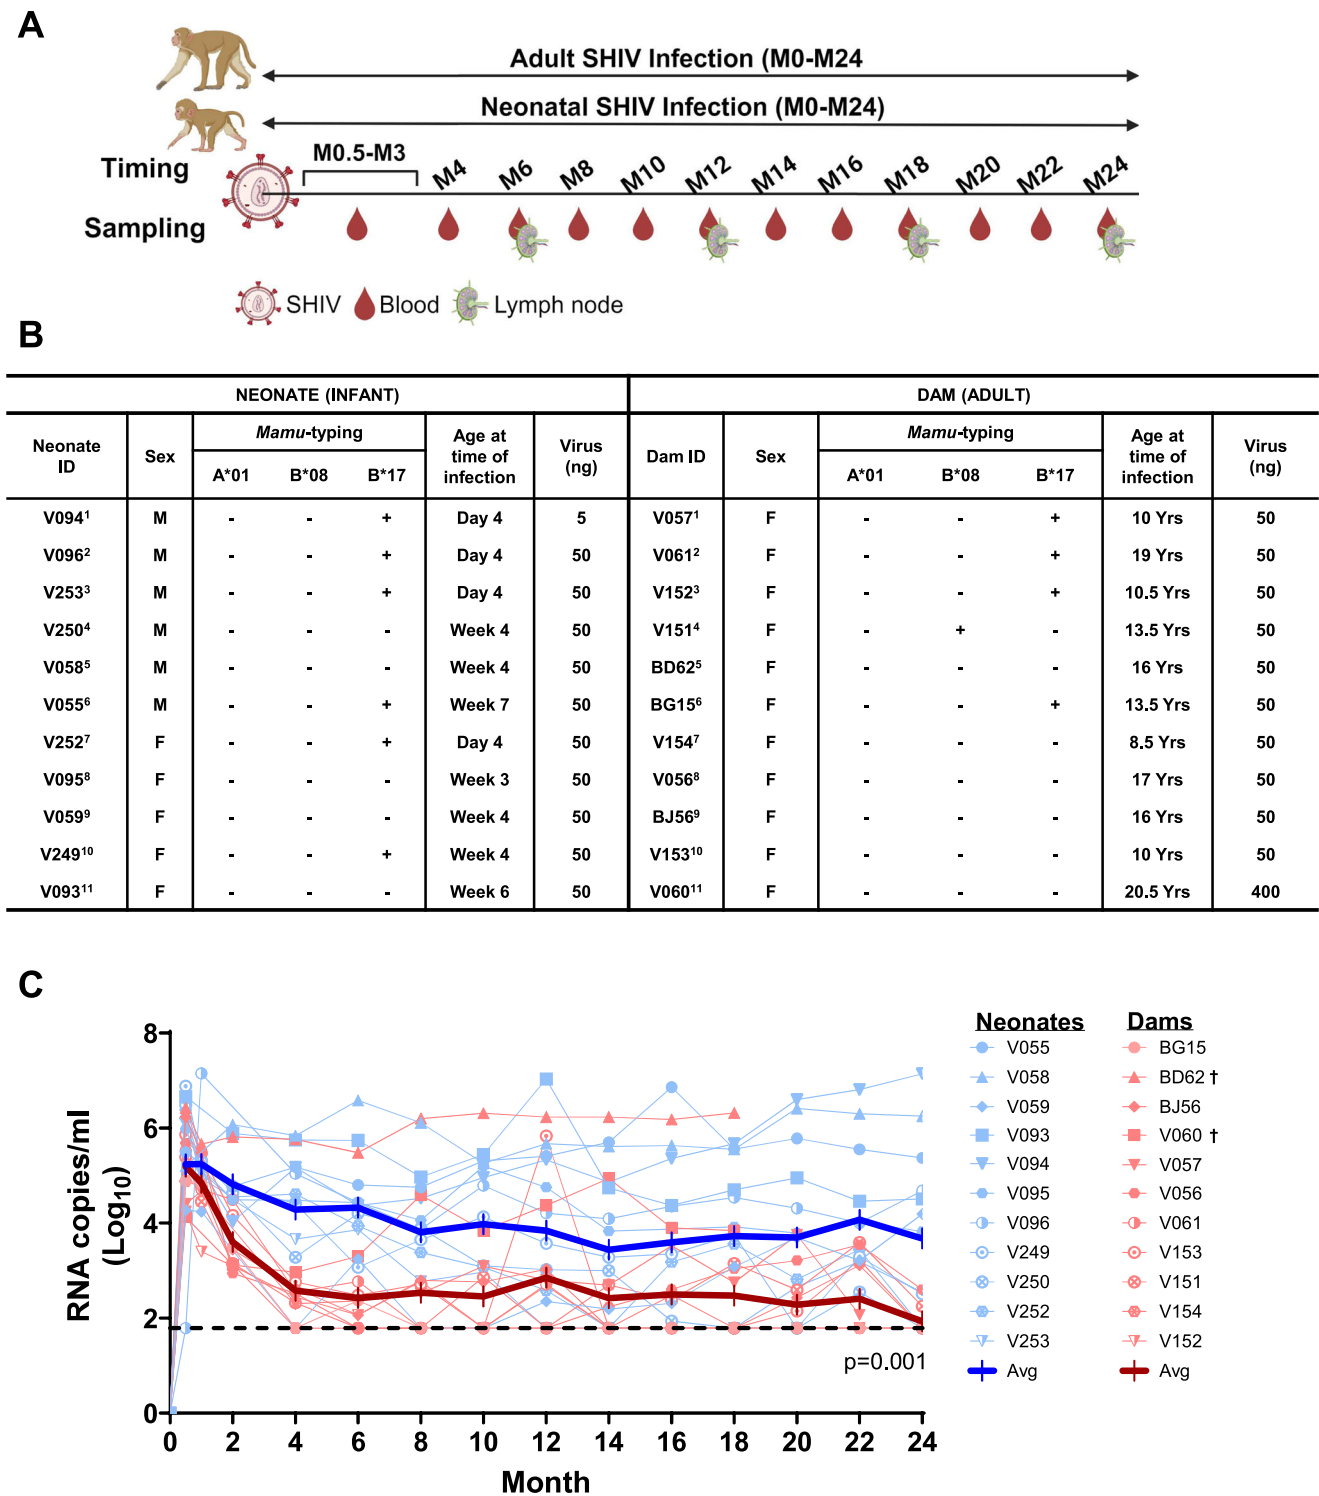 A
Adult SHIV Infection (M0-M24
Neonatal SHIV Infection (M0-M24)
Timing
M0.5-M3 M4 M6 M8 M10 M12 M14 M16 M18 M20 M22 M24
Sampling
SHIV Blood Lymph node
B
NEONATE (INFANT) DAM (ADULT)
Neonate ID Sex Mamu-typing A*01 B*08 B*17 Age at time of infection Virus (ng) Dam ID Sex Mamu-typing A*01 B*08 B*17 Age at time of infection Virus (ng)
V094¹ M - - + Day 4 5 V057¹ F - - + 10 Yrs 50
V096² M - - + Day 4 50 V061² F - - + 19 Yrs 50
V253³ M - - + Day 4 50 V152³ F - - + 10.5 Yrs 50
V250⁴ M - - - Week 4 50 V151⁴ F - + - 13.5 Yrs 50
V058⁵ M - - - Week 4 50 BD62⁵ F - - - 16 Yrs 50
V055⁶ M - - + Week 7 50 BG15⁶ F - - + 13.5 Yrs 50
V252⁷ F - - + Day 4 50 V154⁷ F - - - 8.5 Yrs 50
V095⁸ F - - - Week 3 50 V056⁸ F - - - 17 Yrs 50
V059⁹ F - - - Week 4 50 BJ56⁹ F - - - 16 Yrs 50
V249¹⁰ F - - + Week 4 50 V153¹⁰ F - - - 10 Yrs 50
V093¹¹ F - - - Week 6 50 V060¹¹ F - - - 20.5 Yrs 400
C
RNA copies/ml
(Log₁₀)
8
6
4
2
0
p=0.001
0 2 4 6 8 10 12 14 16 18 20 22 24
Month
Neonates Dams
V055 BG15
V058 BD62 †
V059 BJ56
V093 V060 †
V094 V057
V095 V056
V096 V061
V249 V153
V250 V151
V252 V154
V253 V152
Avg Avg